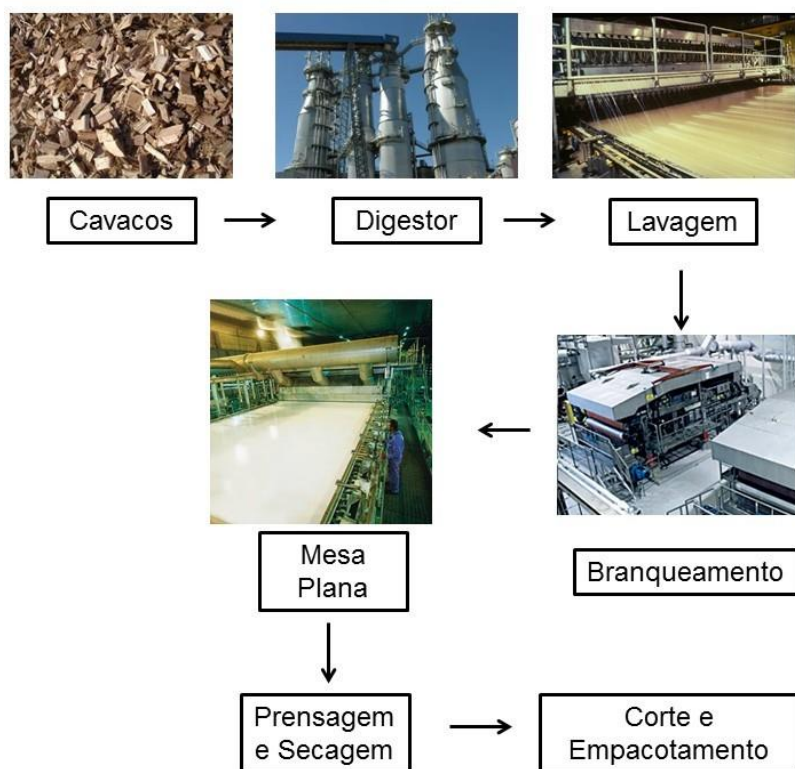 Cavacos
Digestor
Lavagem
Branqueamento
Mesa
Plana
Prensagem
e Secagem
Corte e
Empacotamento